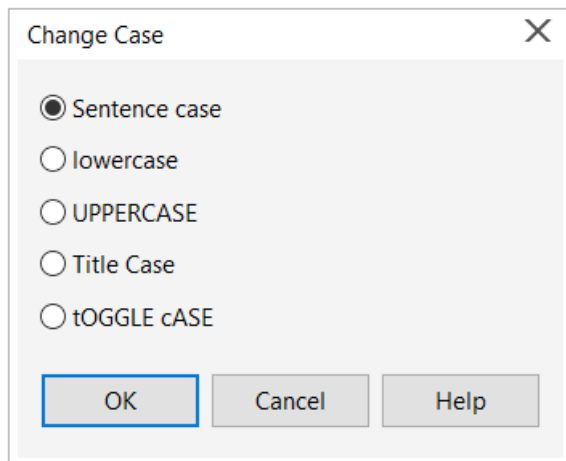 Change Case
Sentence case
lowercase
UPPERCASE
Title Case
tOGGLE cASE
OK Cancel Help